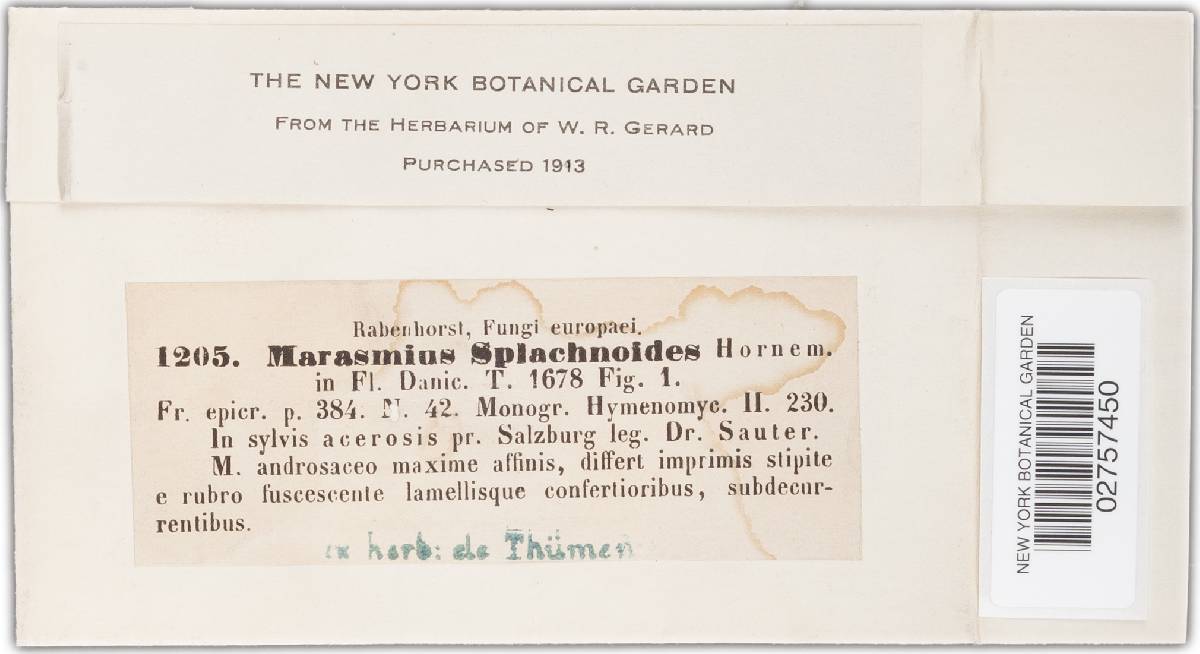 THE NEW YORK BOTANICAL GARDEN
FROM THE HERBARIUM OF W. R. GERARD
PURCHASED 1913
Rabenhorst, Fungi europaei.
1205. Marasmius Splachnoides Hornem.
in Fl. Danic. T. 1678 Fig. 1.
Fr. epicr. p. 384. N. 42. Monogr. Hymenomyc. II. 230.
In sylvis acerosis pr. Salzburg leg. Dr. Sauter.
M. androsaceo maxime affinis, differt imprimis stipite
e rubro fuscescente lamellisque confertioribus, subdecur-
rentibus.
ex herb: de Thümen
NEW YORK BOTANICAL GARDEN
02757450